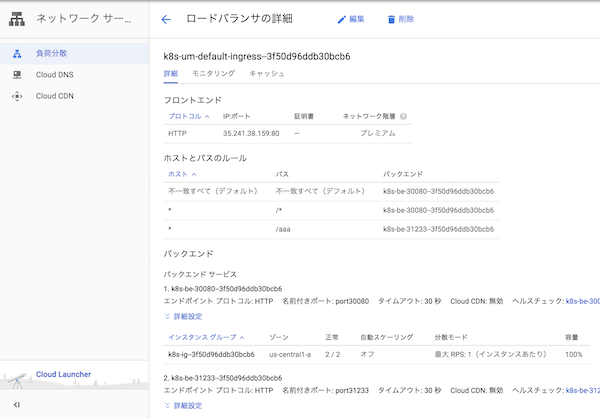 ネットワーク サー...
ロードバランサの詳細
編集
削除
負荷分散
Cloud DNS
Cloud CDN
k8s-um-default-ingress--3f50d96ddb30bcb6
詳細 モニタリング キャッシュ
フロントエンド
プロトコル IP:ポート 証明書 ネットワーク階層
HTTP 35.241.38.159:80 – プレミアム
ホストとパスのルール
ホスト パス バックエンド
不一致すべて（デフォルト） 不一致すべて（デフォルト） k8s-be-30080--3f50d96ddb30bcb6
* /* k8s-be-30080--3f50d96ddb30bcb6
* /aaa k8s-be-31233--3f50d96ddb30bcb6
バックエンド
バックエンド サービス
1. k8s-be-30080--3f50d96ddb30bcb6
エンドポイント プロトコル: HTTP 名前付きポート: port30080 タイムアウト: 30 秒 Cloud CDN: 無効 ヘルスチェック: k8s-be-300
詳細設定
インスタンス グループ ゾーン 正常 自動スケーリング 分散モード 容量
k8s-ig--3f50d96ddb30bcb6 us-central1-a 2 / 2 オフ 最大 RPS: 1（インスタンスあたり） 100%
2. k8s-be-31233--3f50d96ddb30bcb6
エンドポイント プロトコル: HTTP 名前付きポート: port31233 タイムアウト: 30 秒 Cloud CDN: 無効 ヘルスチェック: k8s-be-312
詳細設定
Cloud Launcher